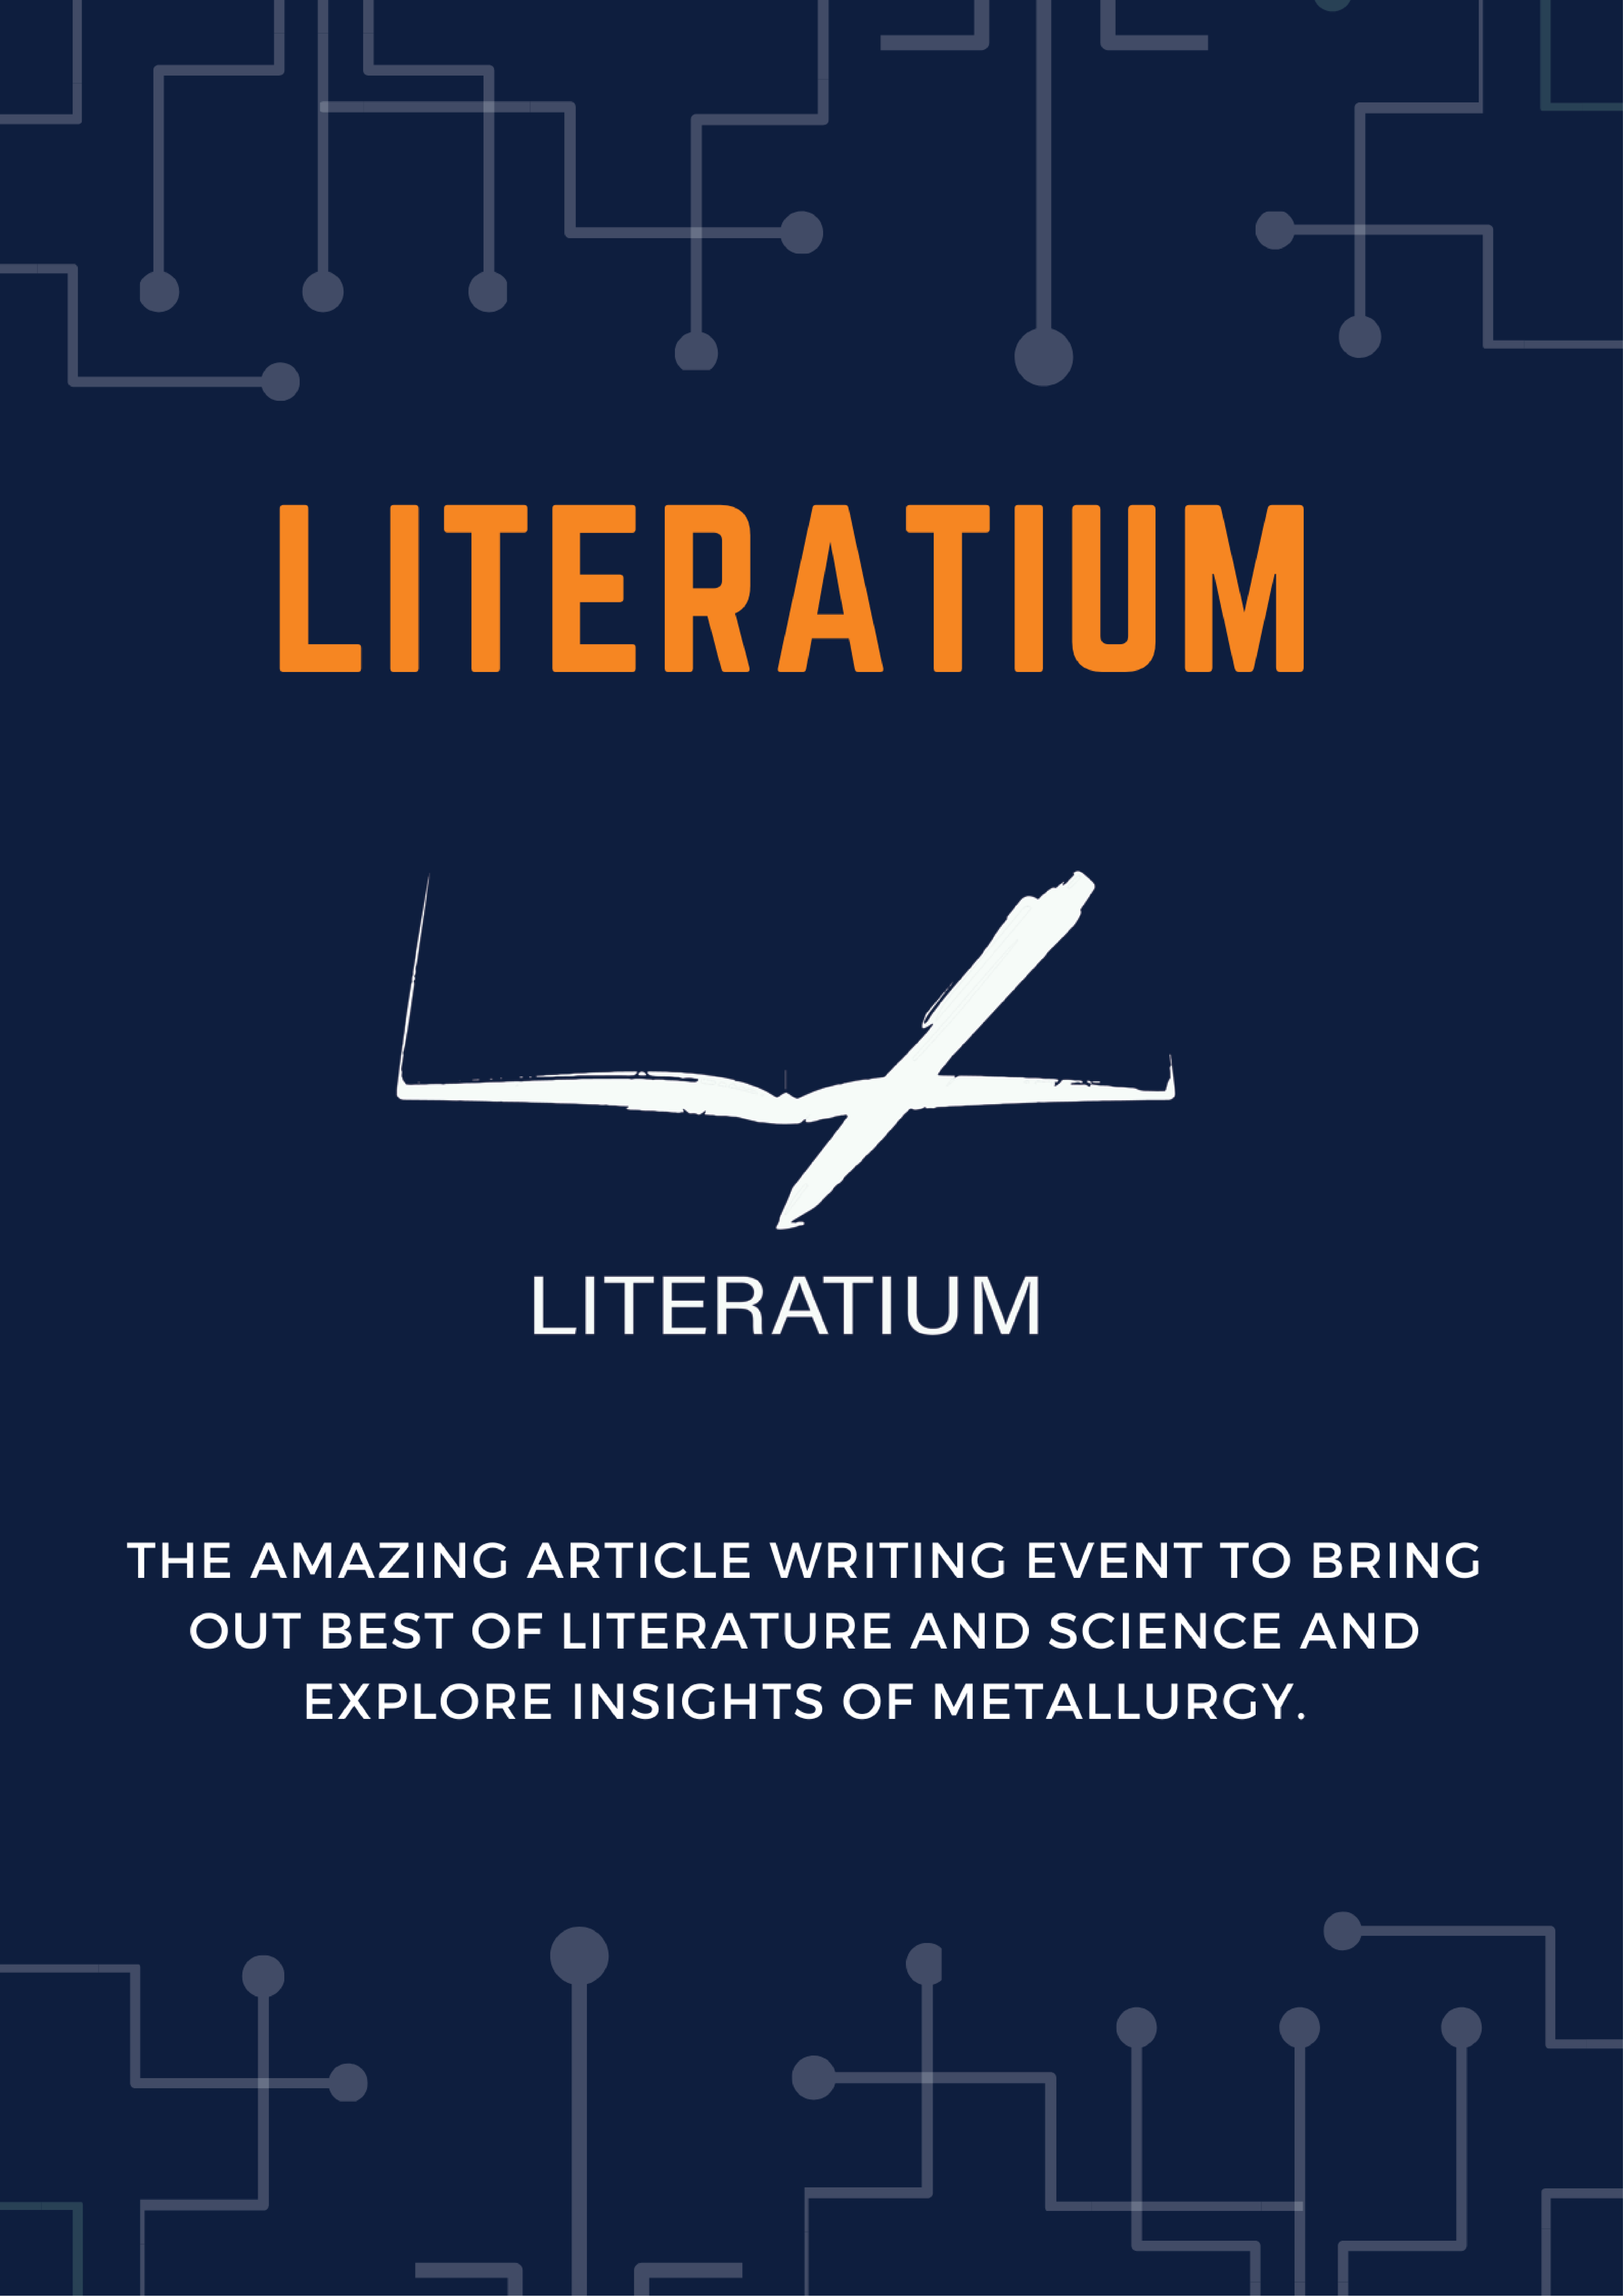 LITERATIUM
LITERATIUM
THE AMAZING ARTICLE WRITING EVENT TO BRING
OUT BEST OF LITERATURE AND SCIENCE AND
EXPLORE INSIGHTS OF METALLURGY.